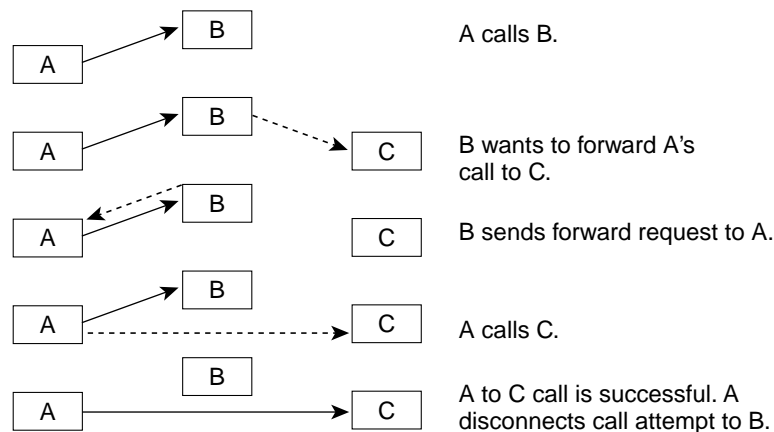 B
A calls B.
A
B
A
C
B wants to forward A's
call to C.
B
A
C
B sends forward request to A.
B
A
C
A calls C.
B
A
C
A to C call is successful. A
disconnects call attempt to B.